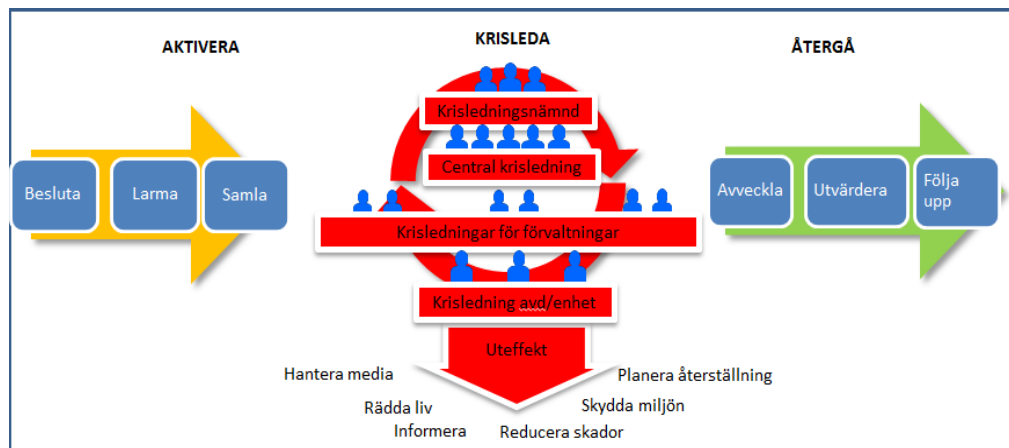 AKTIVERA
KRISLEDA
ÅTERGÅ
Besluta
Larma
Samla
Krisledningsnämnd
Central krisledning
Krisledningar för förvaltningar
Krisledning avd/enhet
Uteffekt
Avveckla
Utvärdera
Följa
upp
Hantera media
Planera återställning
Rädda liv
Skydda miljön
Informera
Reducera skador